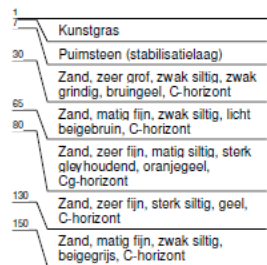 1
7
Kunstgras
30
Puimsteen (stabilisatielaag)
Zand, zeer grof, zwak siltig, zwak
grindig, bruingeel, C-horizont
65
Zand, matig fijn, zwak siltig, licht
beigebruin, C-horizont
80
Zand, zeer fijn, matig siltig, sterk
gleyhoudend, oranjegeel,
Cg-horizont
130
Zand, zeer fijn, sterk siltig, geel,
C-horizont
150
Zand, matig fijn, zwak siltig,
beigegrijs, C-horizont